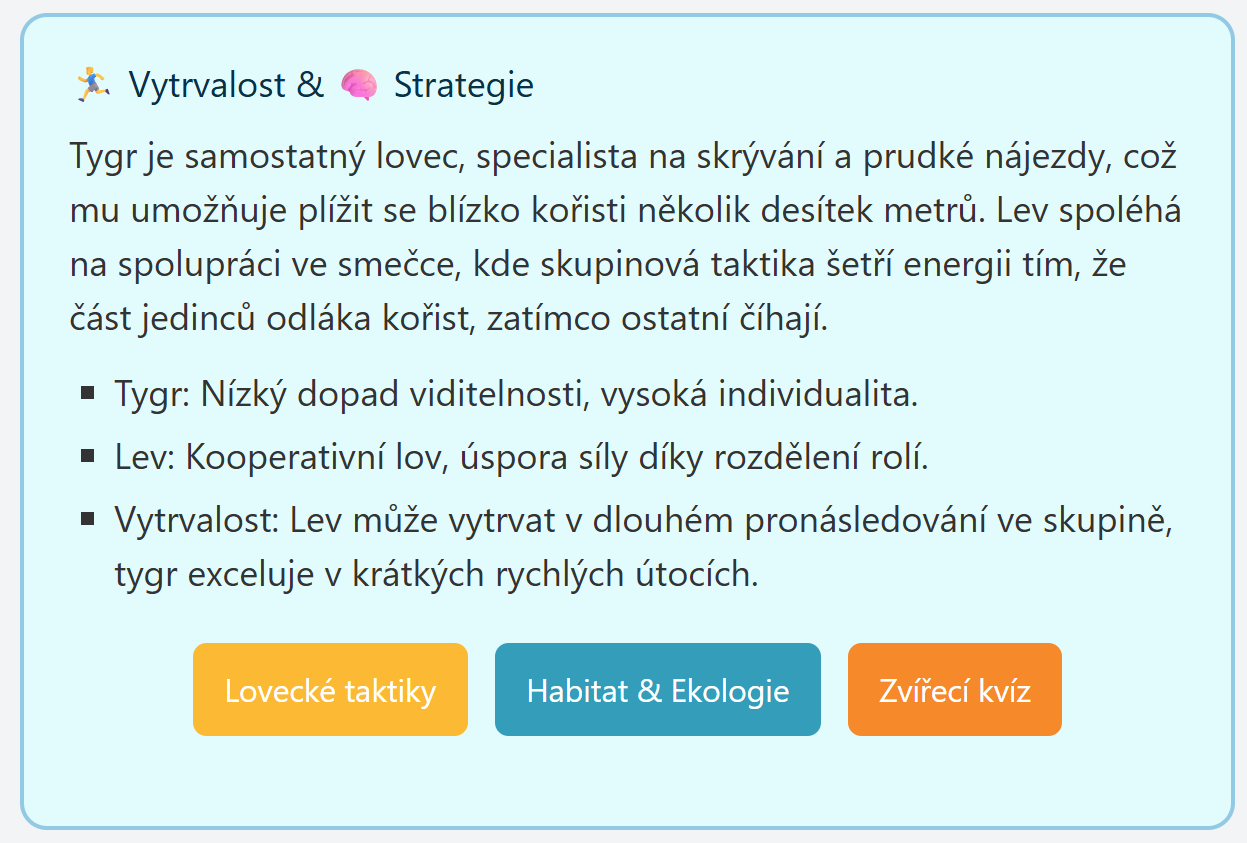 Vytrvalost & Strategie
Tygr je samostatný lovec, specialista na skrývání a prudké nájezdy, což
mu umožňuje plížit se blízko kořisti několik desítek metrů. Lev spoléhá
na spolupráci ve smečce, kde skupinová taktika šetří energii tím, že
část jedinců odláka kořist, zatímco ostatní číhají.
Tygr: Nízký dopad viditelnosti, vysoká individualita.
Lev: Kooperativní lov, úspora síly díky rozdělení rolí.
Vytrvalost: Lev může vytrvat v dlouhém pronásledování ve skupině,
tygr exceluje v krátkých rychlých útocích.
Lovecké taktiky
Habitat & Ekologie
Zvířecí kvíz